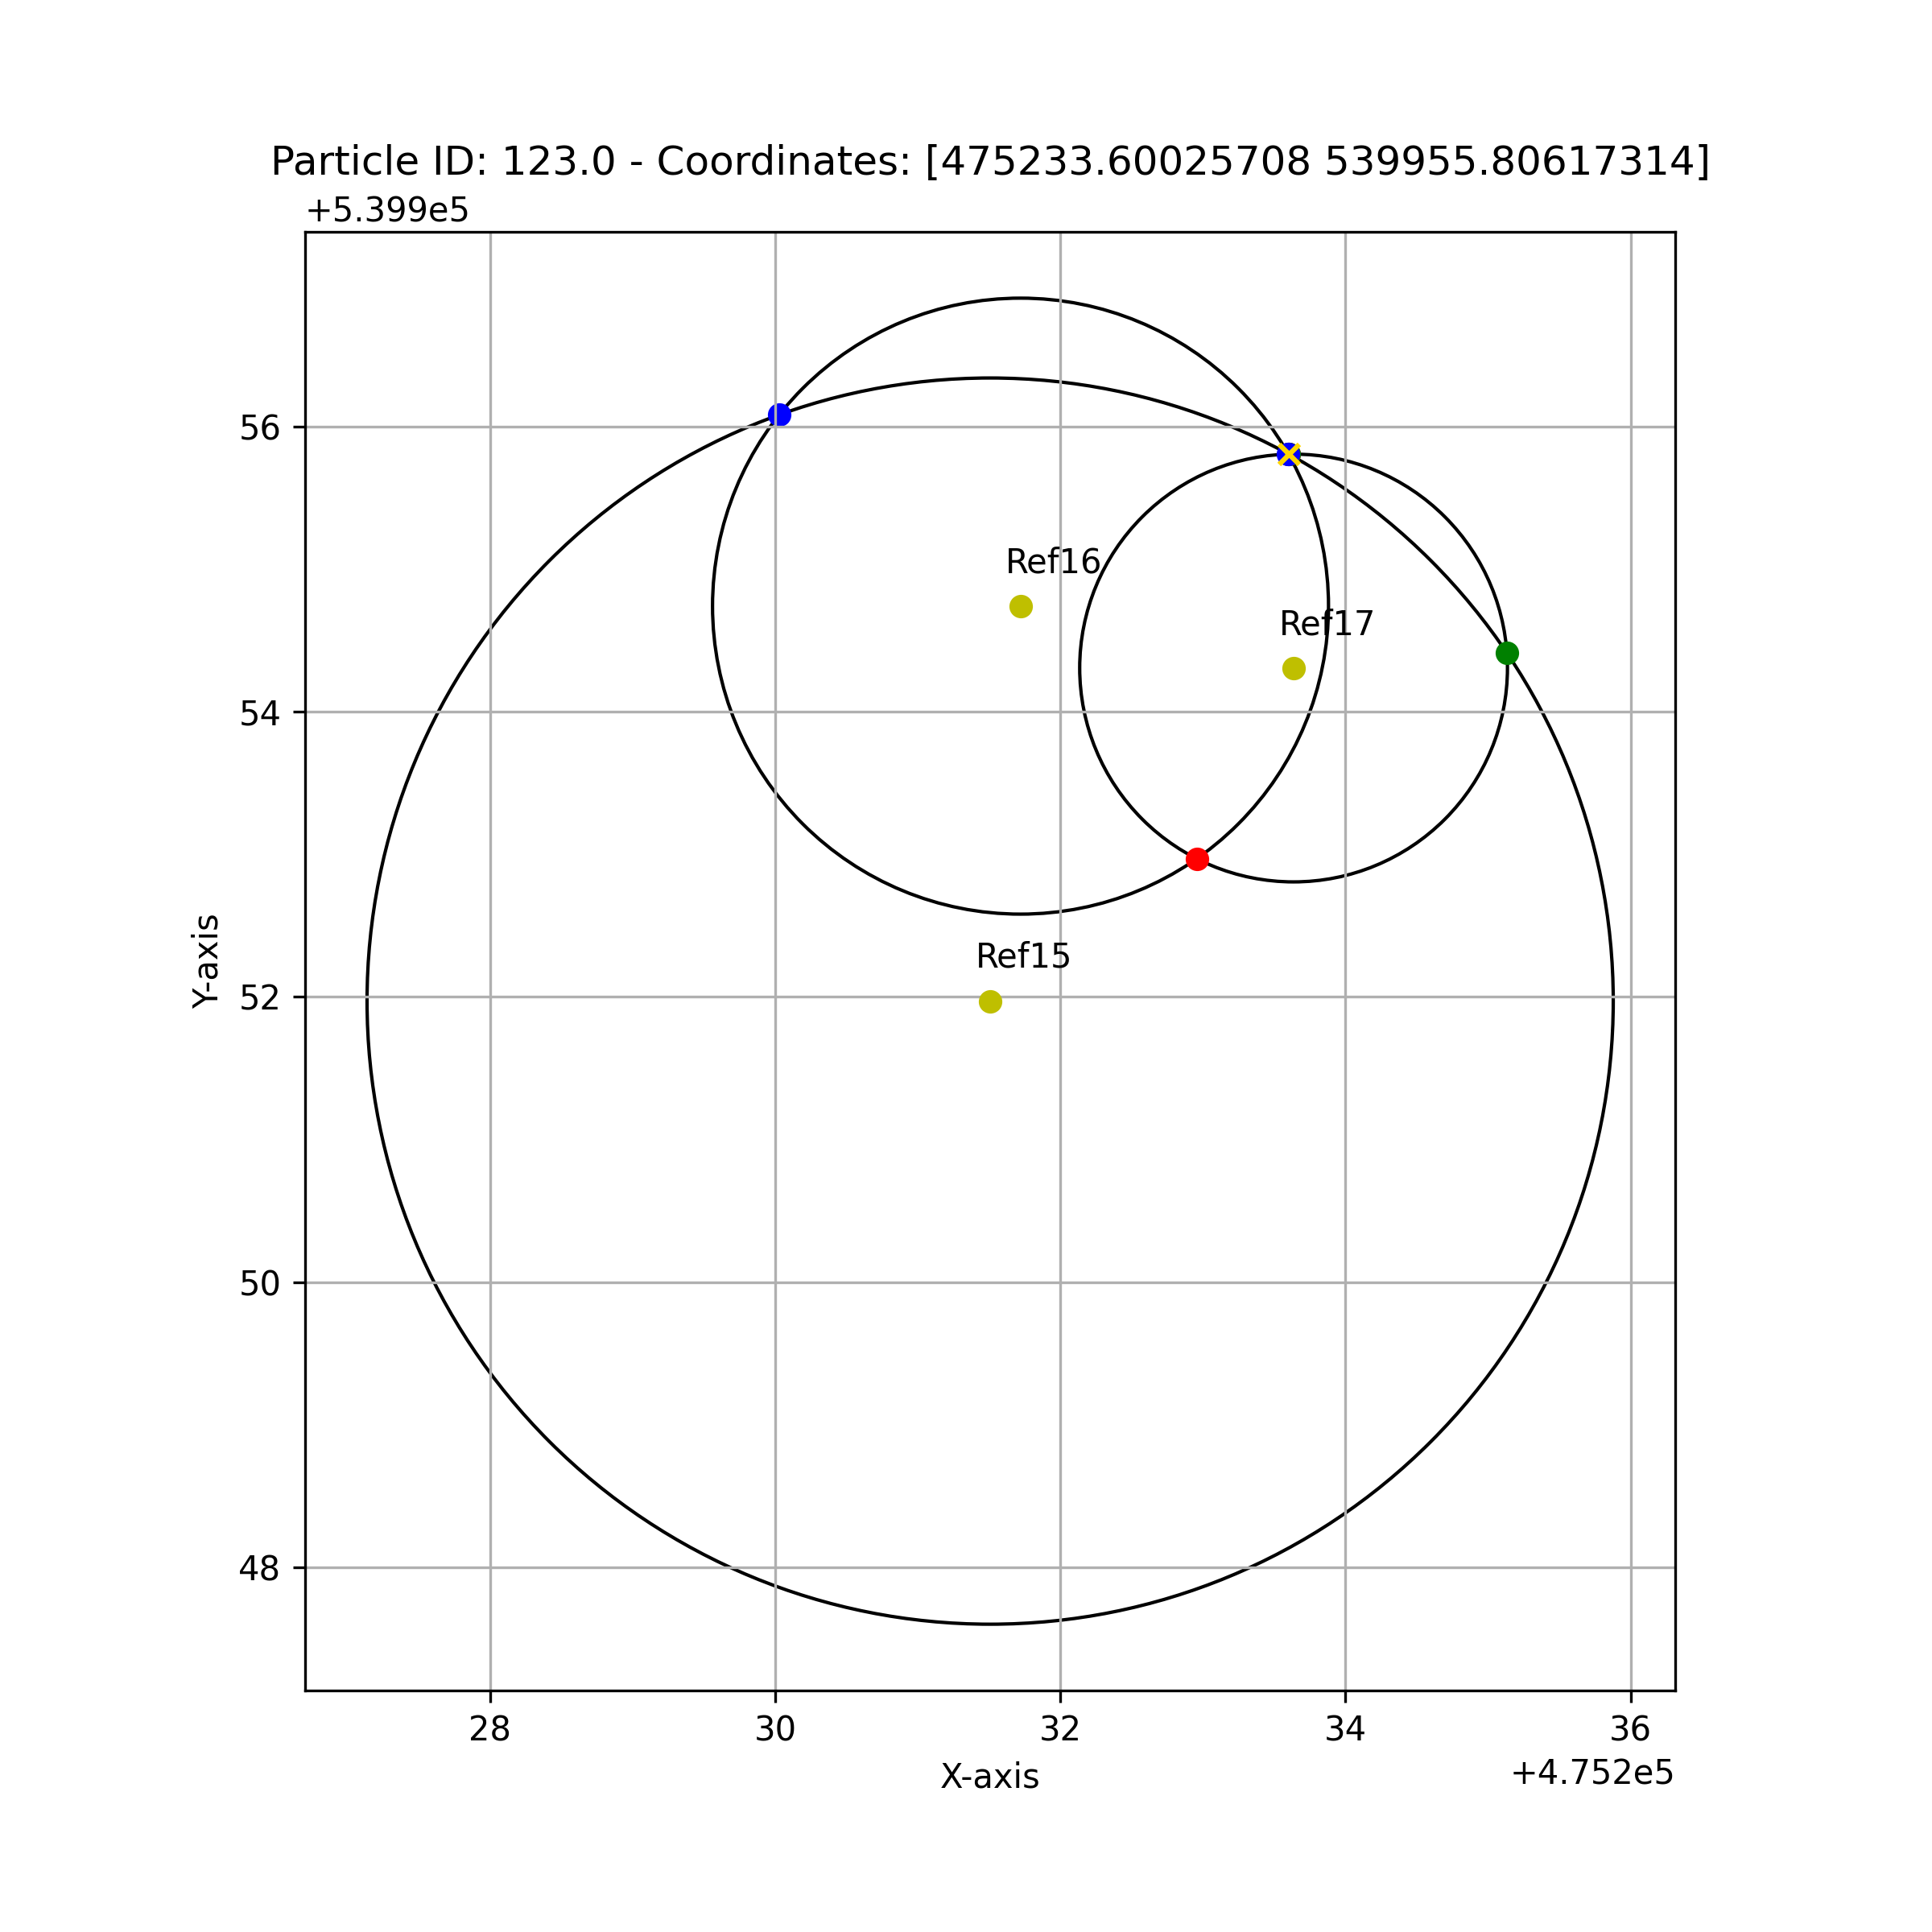 Particle ID: 123.0 - Coordinates: [475233.60025708 539955.80617314]
+5.399e5
56
Ref16
Ref17
54
Ref15
Y-axis
52
50
48
28 30 32 34 36
X-axis
+4.752e5